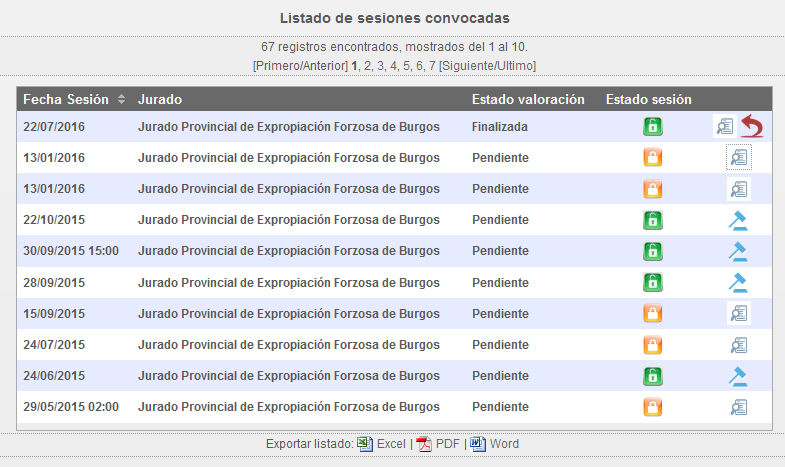 Listado de sesiones convocadas
67 registros encontrados, mostrados del 1 al 10.
[Primero/Anterior] 1, 2, 3, 4, 5, 6, 7 [Siguiente/Ultimo]
Fecha Sesión Jurado Estado valoración Estado sesión
22/07/2016 Jurado Provincial de Expropiación Forzosa de Burgos Finalizada
13/01/2016 Jurado Provincial de Expropiación Forzosa de Burgos Pendiente
13/01/2016 Jurado Provincial de Expropiación Forzosa de Burgos Pendiente
22/10/2015 Jurado Provincial de Expropiación Forzosa de Burgos Pendiente
30/09/2015 15:00 Jurado Provincial de Expropiación Forzosa de Burgos Pendiente
28/09/2015 Jurado Provincial de Expropiación Forzosa de Burgos Pendiente
15/09/2015 Jurado Provincial de Expropiación Forzosa de Burgos Pendiente
24/07/2015 Jurado Provincial de Expropiación Forzosa de Burgos Pendiente
24/06/2015 Jurado Provincial de Expropiación Forzosa de Burgos Pendiente
29/05/2015 02:00 Jurado Provincial de Expropiación Forzosa de Burgos Pendiente
Exportar listado: Excel | PDF | Word